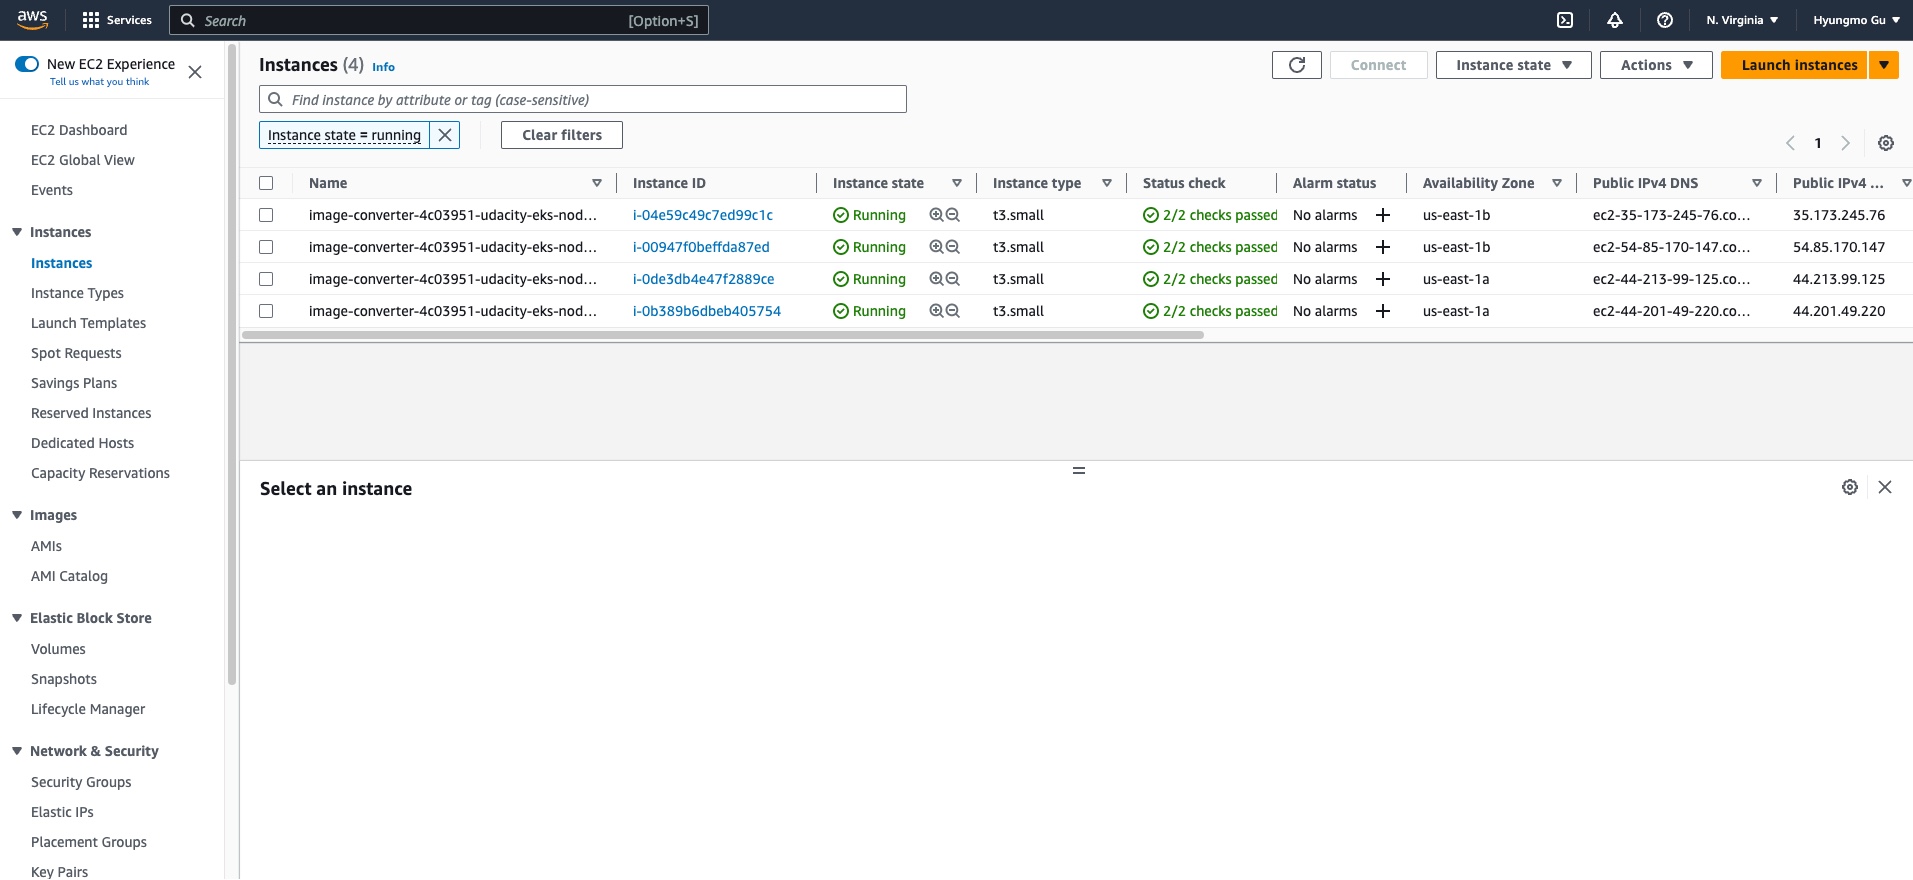 aws
Services
Search
[Option+S]
N. Virginia
Hyungmo Gu
New EC2 Experience
Tell us what you think
EC2 Dashboard
EC2 Global View
Events
Instances
Instances
Instance Types
Launch Templates
Spot Requests
Savings Plans
Reserved Instances
Dedicated Hosts
Capacity Reservations
Images
AMIs
AMI Catalog
Elastic Block Store
Volumes
Snapshots
Lifecycle Manager
Network & Security
Security Groups
Elastic IPs
Placement Groups
Key Pairs
Instances (4) Info
Connect
Instance state
Actions
Launch instances
Find instance by attribute or tag (case-sensitive)
Instance state = running
Clear filters
1
Name Instance ID Instance state Instance type Status check Alarm status Availability Zone Public IPv4 DNS Public IPv4 ...
image-converter-4c03951-udacity-eks-nod... i-04e59c49c7ed99c1c Running t3.small 2/2 checks passed No alarms us-east-1b ec2-35-173-245-76.co... 35.173.245.76
image-converter-4c03951-udacity-eks-nod... i-00947f0beffda87ed Running t3.small 2/2 checks passed No alarms us-east-1b ec2-54-85-170-147.co... 54.85.170.147
image-converter-4c03951-udacity-eks-nod... i-0de3db4e47f2889ce Running t3.small 2/2 checks passed No alarms us-east-1a ec2-44-213-99-125.co... 44.213.99.125
image-converter-4c03951-udacity-eks-nod... i-0b389b6dbeb405754 Running t3.small 2/2 checks passed No alarms us-east-1a ec2-44-201-49-220.co... 44.201.49.220
Select an instance